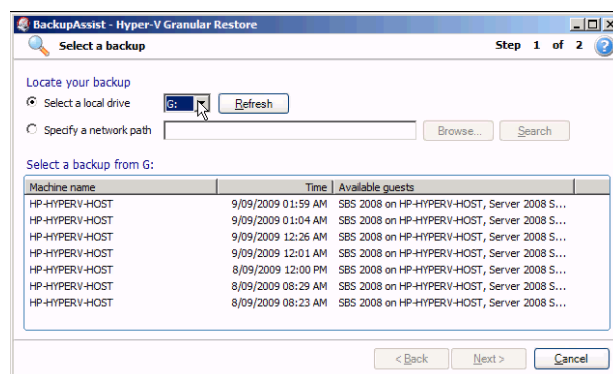 BackupAssist - Hyper-V Granular Restore
Select a backup Step 1 of 2
Locate your backup
Select a local drive G: Refresh
Specify a network path Browse... Search
Select a backup from G:
Machine name Time Available guests
HP-HYPERV-HOST 9/09/2009 01:59 AM SBS 2008 on HP-HYPERV-HOST, Server 2008 S...
HP-HYPERV-HOST 9/09/2009 01:04 AM SBS 2008 on HP-HYPERV-HOST, Server 2008 S...
HP-HYPERV-HOST 9/09/2009 12:26 AM SBS 2008 on HP-HYPERV-HOST, Server 2008 S...
HP-HYPERV-HOST 9/09/2009 12:01 AM SBS 2008 on HP-HYPERV-HOST, Server 2008 S...
HP-HYPERV-HOST 8/09/2009 12:00 PM SBS 2008 on HP-HYPERV-HOST, Server 2008 S...
HP-HYPERV-HOST 8/09/2009 08:29 AM SBS 2008 on HP-HYPERV-HOST, Server 2008 S...
HP-HYPERV-HOST 8/09/2009 08:23 AM SBS 2008 on HP-HYPERV-HOST, Server 2008 S...
< Back Next > Cancel